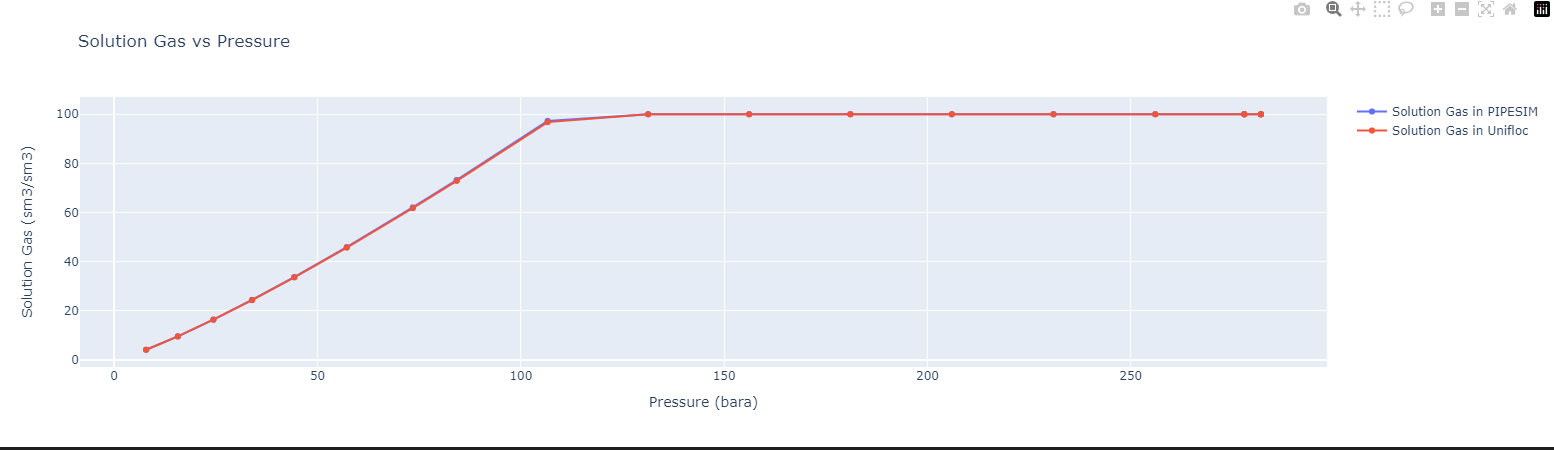 Solution Gas vs Pressure
100
80
60
40
20
0
Solution Gas (sm3/sm3)
0 50 100 150 200 250
Pressure (bara)
Solution Gas in PIPESIM
Solution Gas in Unifloc